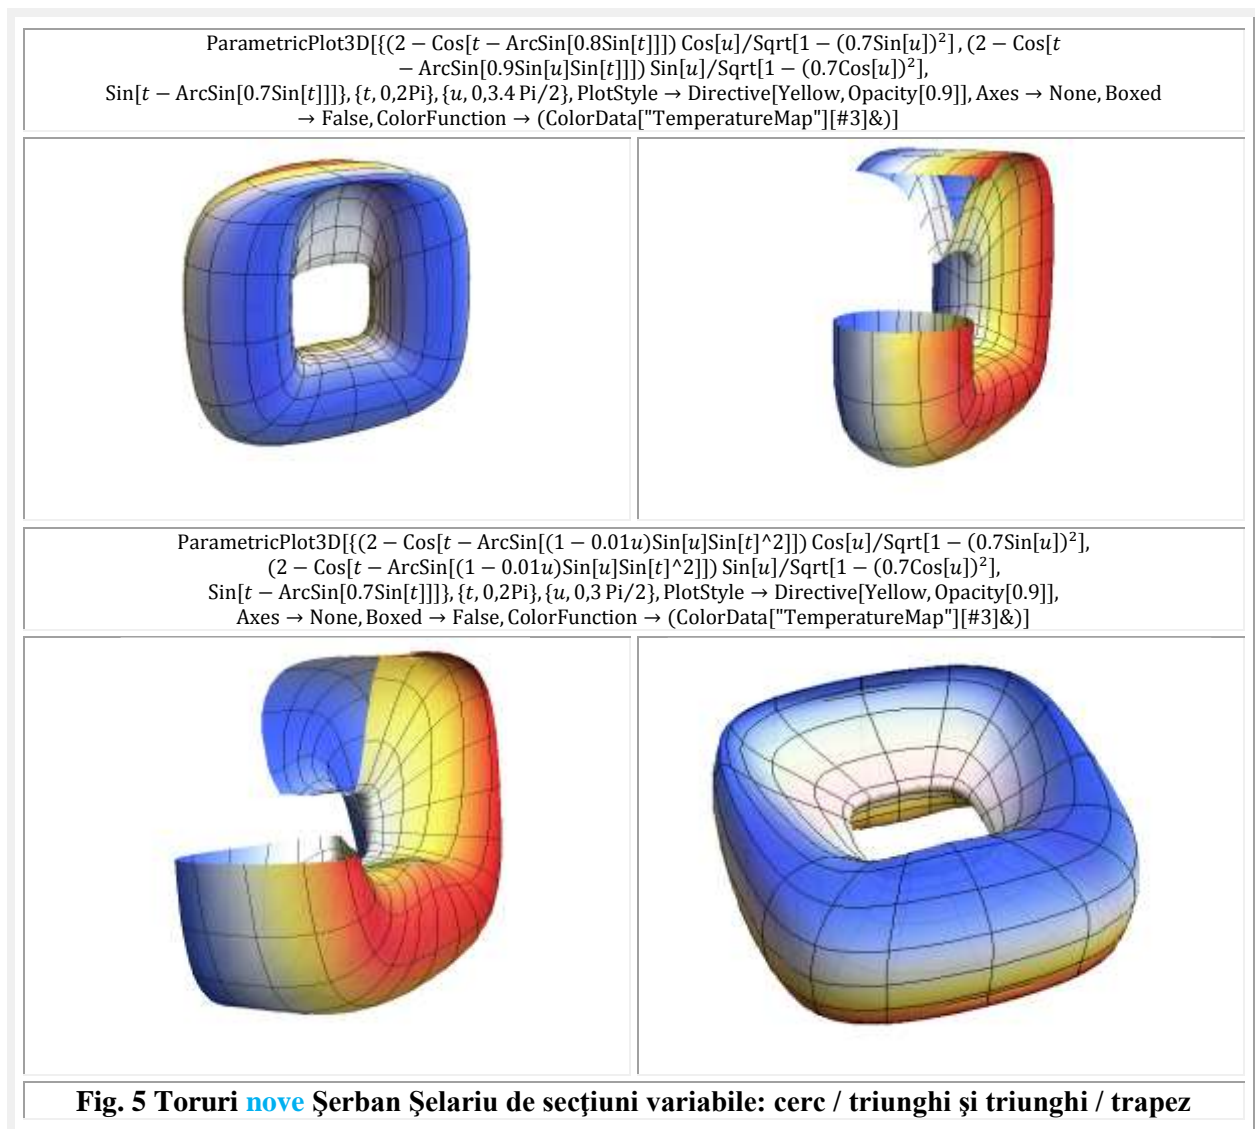 ParametricPlot3D[{(2 − Cos[t − ArcSin[0.8Sin[t]]]) Cos[u]/Sqrt[1 − (0.7Sin[u])²] , (2 − Cos[t
− ArcSin[0.9Sin[u]Sin[t]]]) Sin[u]/Sqrt[1 − (0.7Cos[u])²],
Sin[t − ArcSin[0.7Sin[t]]]}, {t, 0,2Pi}, {u, 0,3.4 Pi/2}, PlotStyle → Directive[Yellow, Opacity[0.9]], Axes → None, Boxed
→ False, ColorFunction → (ColorData["TemperatureMap"][#3]&)]
ParametricPlot3D[{(2 − Cos[t − ArcSin[(1 − 0.01u)Sin[u]Sin[t]^2]]) Cos[u]/Sqrt[1 − (0.7Sin[u])²],
(2 − Cos[t − ArcSin[(1 − 0.01u)Sin[u]Sin[t]^2]]) Sin[u]/Sqrt[1 − (0.7Cos[u])²],
Sin[t − ArcSin[0.7Sin[t]]]}, {t, 0,2Pi}, {u, 0,3 Pi/2}, PlotStyle → Directive[Yellow, Opacity[0.9]],
Axes → None, Boxed → False, ColorFunction → (ColorData["TemperatureMap"][#3]&)]
Fig. 5 Toruri nove Şerban Şelariu de secţiuni variabile: cerc / triunghi şi triunghi / trapez